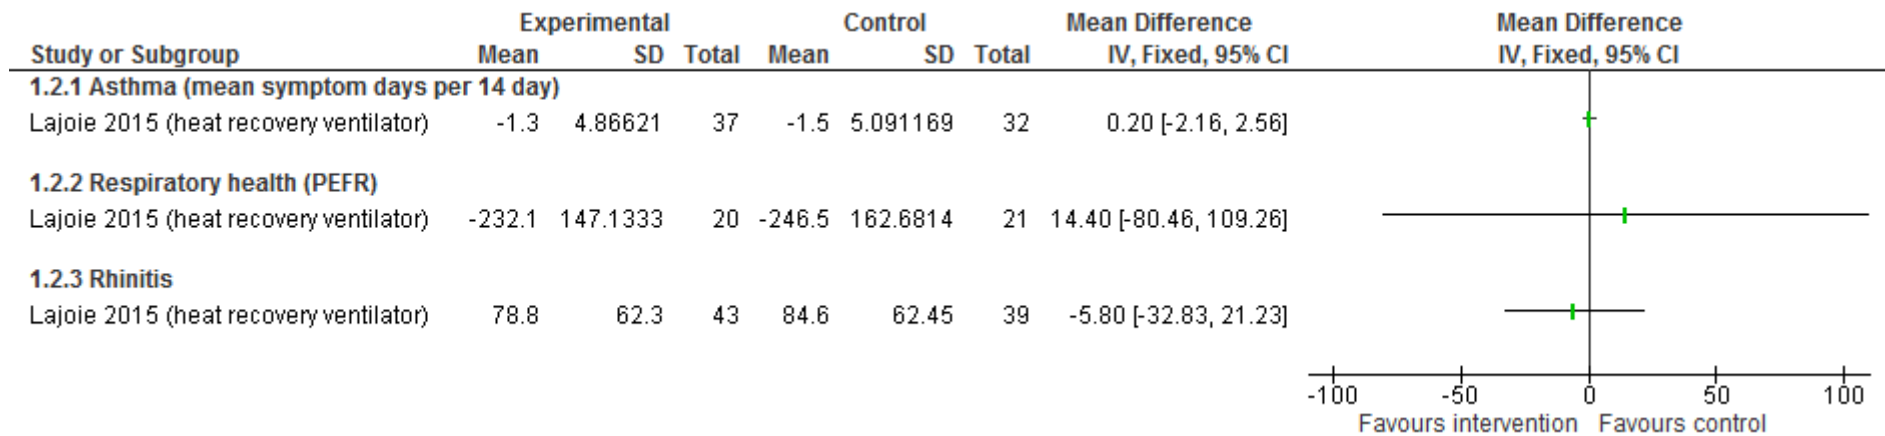 Experimental Control Mean Difference Mean Difference
Study or Subgroup Mean SD Total Mean SD Total IV, Fixed, 95% CI IV, Fixed, 95% CI
1.2.1 Asthma (mean symptom days per 14 day)
Lajoie 2015 (heat recovery ventilator) -1.3 4.86621 37 -1.5 5.091169 32 0.20 [-2.16, 2.56]
1.2.2 Respiratory health (PEFR)
Lajoie 2015 (heat recovery ventilator) -232.1 147.1333 20 -246.5 162.6814 21 14.40 [-80.46, 109.26]
1.2.3 Rhinitis
Lajoie 2015 (heat recovery ventilator) 78.8 62.3 43 84.6 62.45 39 -5.80 [-32.83, 21.23]
-100 -50 0 50 100
Favours intervention Favours control